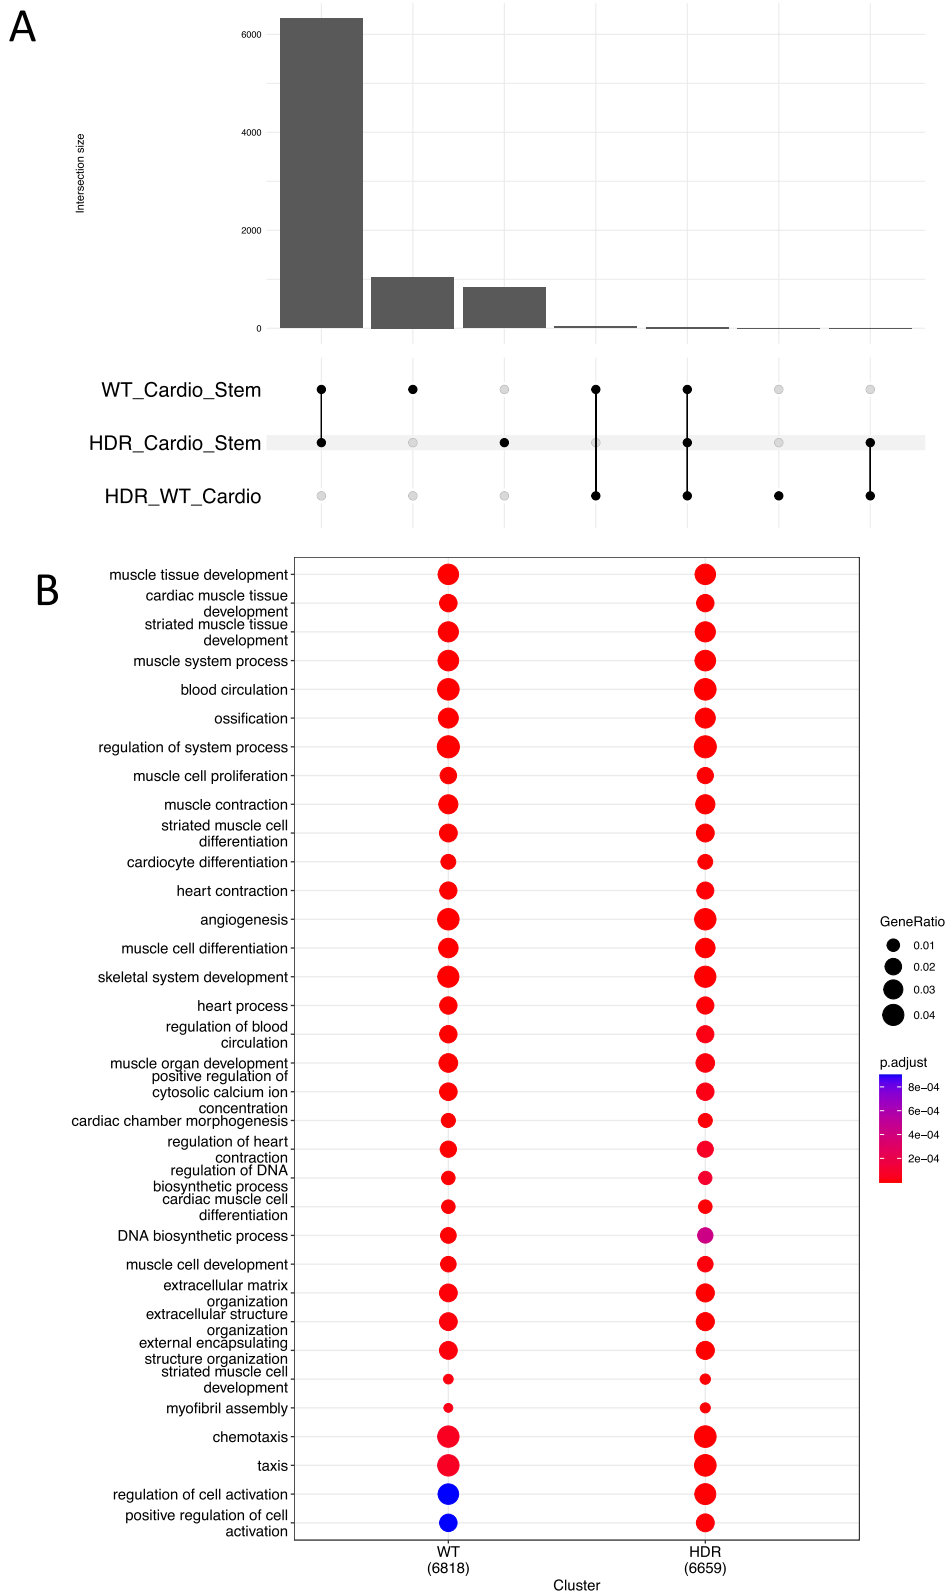 A
6000
4000
2000
0
Intersection size
WT_Cardio_Stem
HDR_Cardio_Stem
HDR_WT_Cardio
B
muscle tissue development
cardiac muscle tissue
development
striated muscle tissue
development
muscle system process
blood circulation
ossification
regulation of system process
muscle cell proliferation
muscle contraction
striated muscle cell
differentiation
cardiocyte differentiation
heart contraction
angiogenesis
muscle cell differentiation
skeletal system development
heart process
regulation of blood
circulation
muscle organ development
positive regulation of
cytosolic calcium ion
concentration
cardiac chamber morphogenesis
regulation of heart
contraction
regulation of DNA
biosynthetic process
cardiac muscle cell
differentiation
DNA biosynthetic process
muscle cell development
extracellular matrix
organization
extracellular structure
organization
external encapsulating
structure organization
striated muscle cell
development
myofibril assembly
chemotaxis
taxis
regulation of cell activation
positive regulation of cell
activation
WT
(6818)
HDR
(6659)
Cluster
GeneRatio
0.01
0.02
0.03
0.04
p.adjust
8e−04
6e−04
4e−04
2e−04